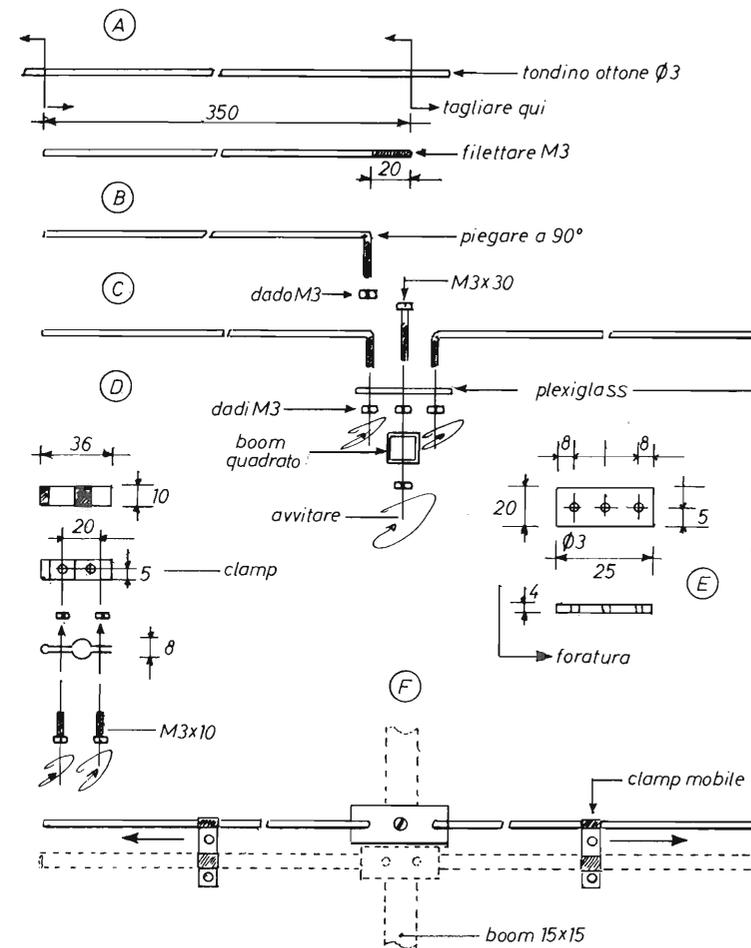 A
tondino ottone Ø3
tagliare qui
350
filettare M3
20
B
piegare a 90°
C
dado M3
M3x30
D
plexiglass
dadi M3
boom
quadrato
36
10
avvitare
8
8
20
5
Ø3
25
E
20
5
clamp
4
8
foratura
F
M3x10
clamp mobile
boom 15x15